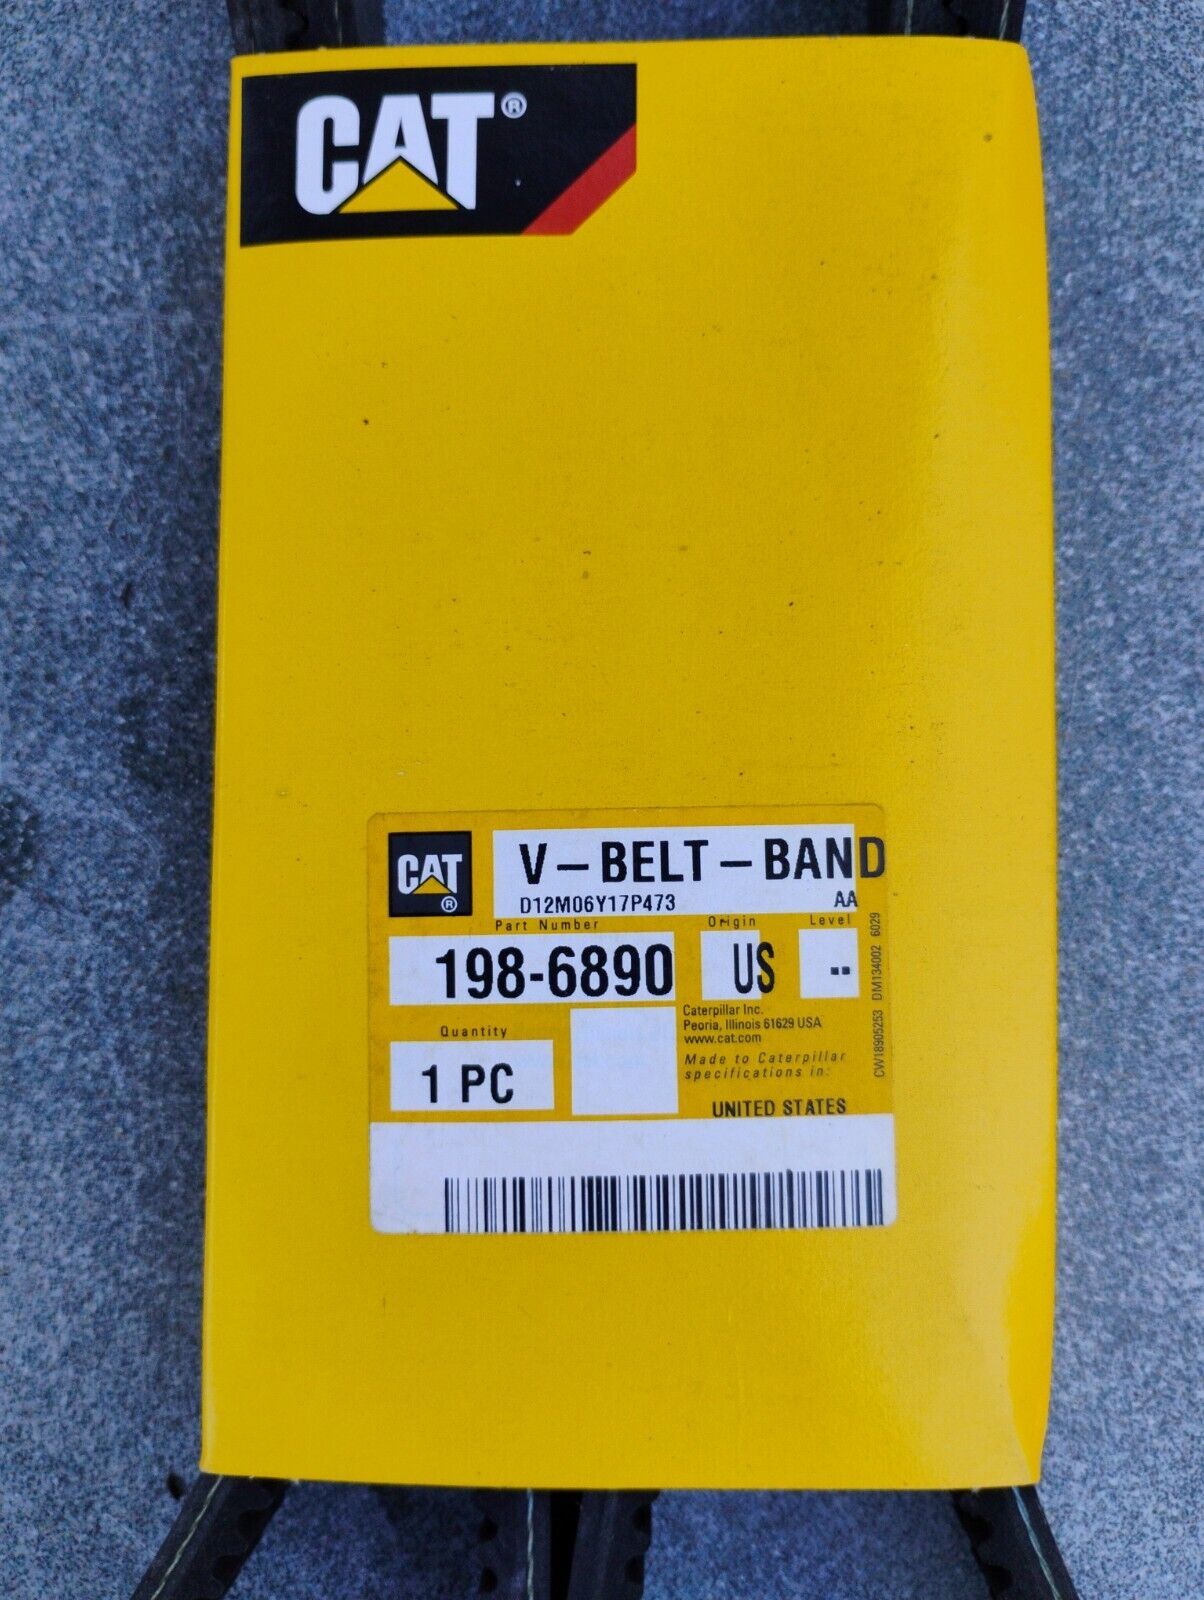 CAT®
CAT®
V-BELT-BAND
D12M06Y17P473 AA
Part Number Origin Level
198-6890 US --
Quantity
1 PC
Caterpillar Inc.
Peoria, Illinois 61629 USA
www.cat.com
Made to Caterpillar
specifications in:
UNITED STATES
CW18905253 DM134002 6029